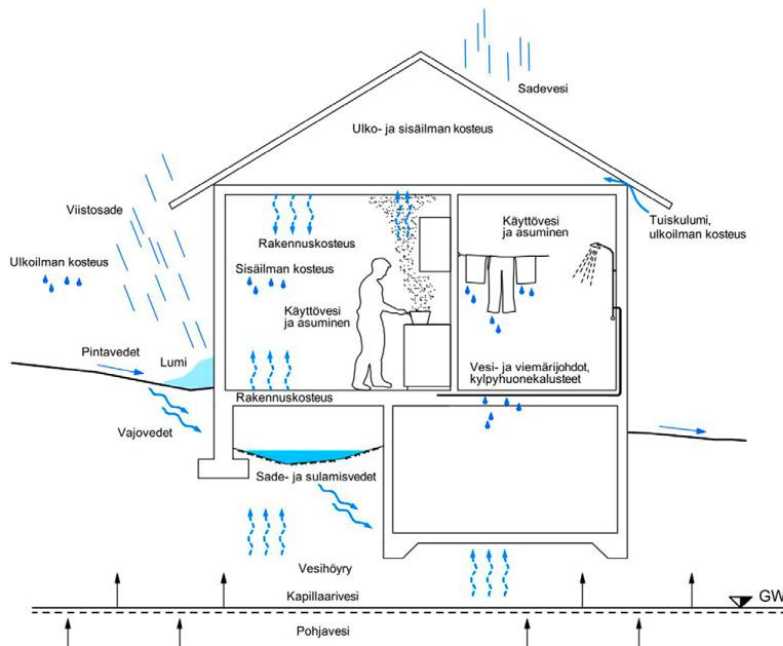 Sadevesi
Ulko- ja sisäilman kosteus
Viistosade
Ulkoilman kosteus
Rakennuskosteus
Sisäilman kosteus
Käyttövesi
ja asuminen
Käyttövesi
ja asuminen
Tuiskulumi,
ulkoilman kosteus
Pintavedet
Lumi
Vesi- ja viemärijohdot,
kylpyhuonekalusteet
Rakennuskosteus
Vajovedet
Sade- ja sulamisvedet
Vesihöyry
Kapillaarivesi
GW
Pohjavesi